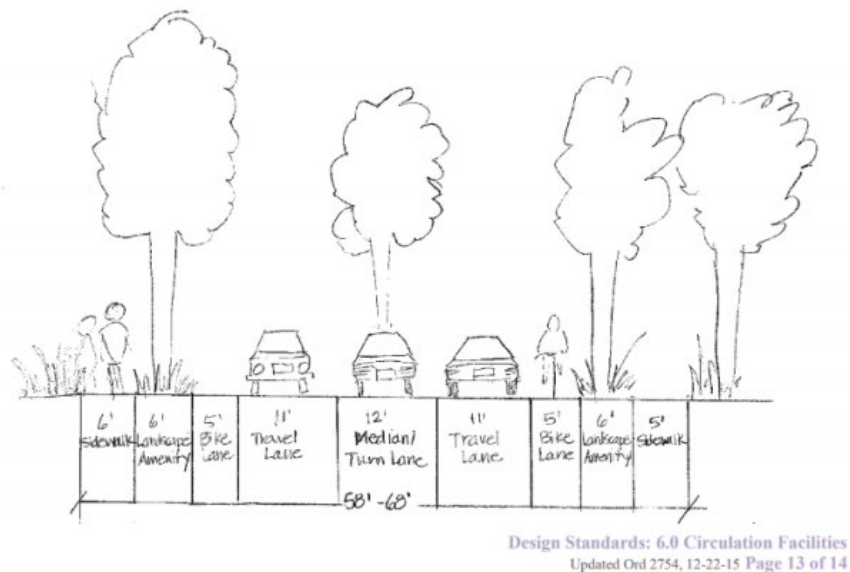 6'
Sidewalk
6'
Landscape
Amenity
5'
Bike
Lane
11'
Travel
Lane
12'
Median/
Turn Lane
11'
Travel
Lane
5'
Bike
Lane
6'
Landscape
Amenity
5'
Sidewalk
58'-68'
Design Standards: 6.0 Circulation Facilities
Updated Ord 2754, 12-22-15 Page 13 of 14